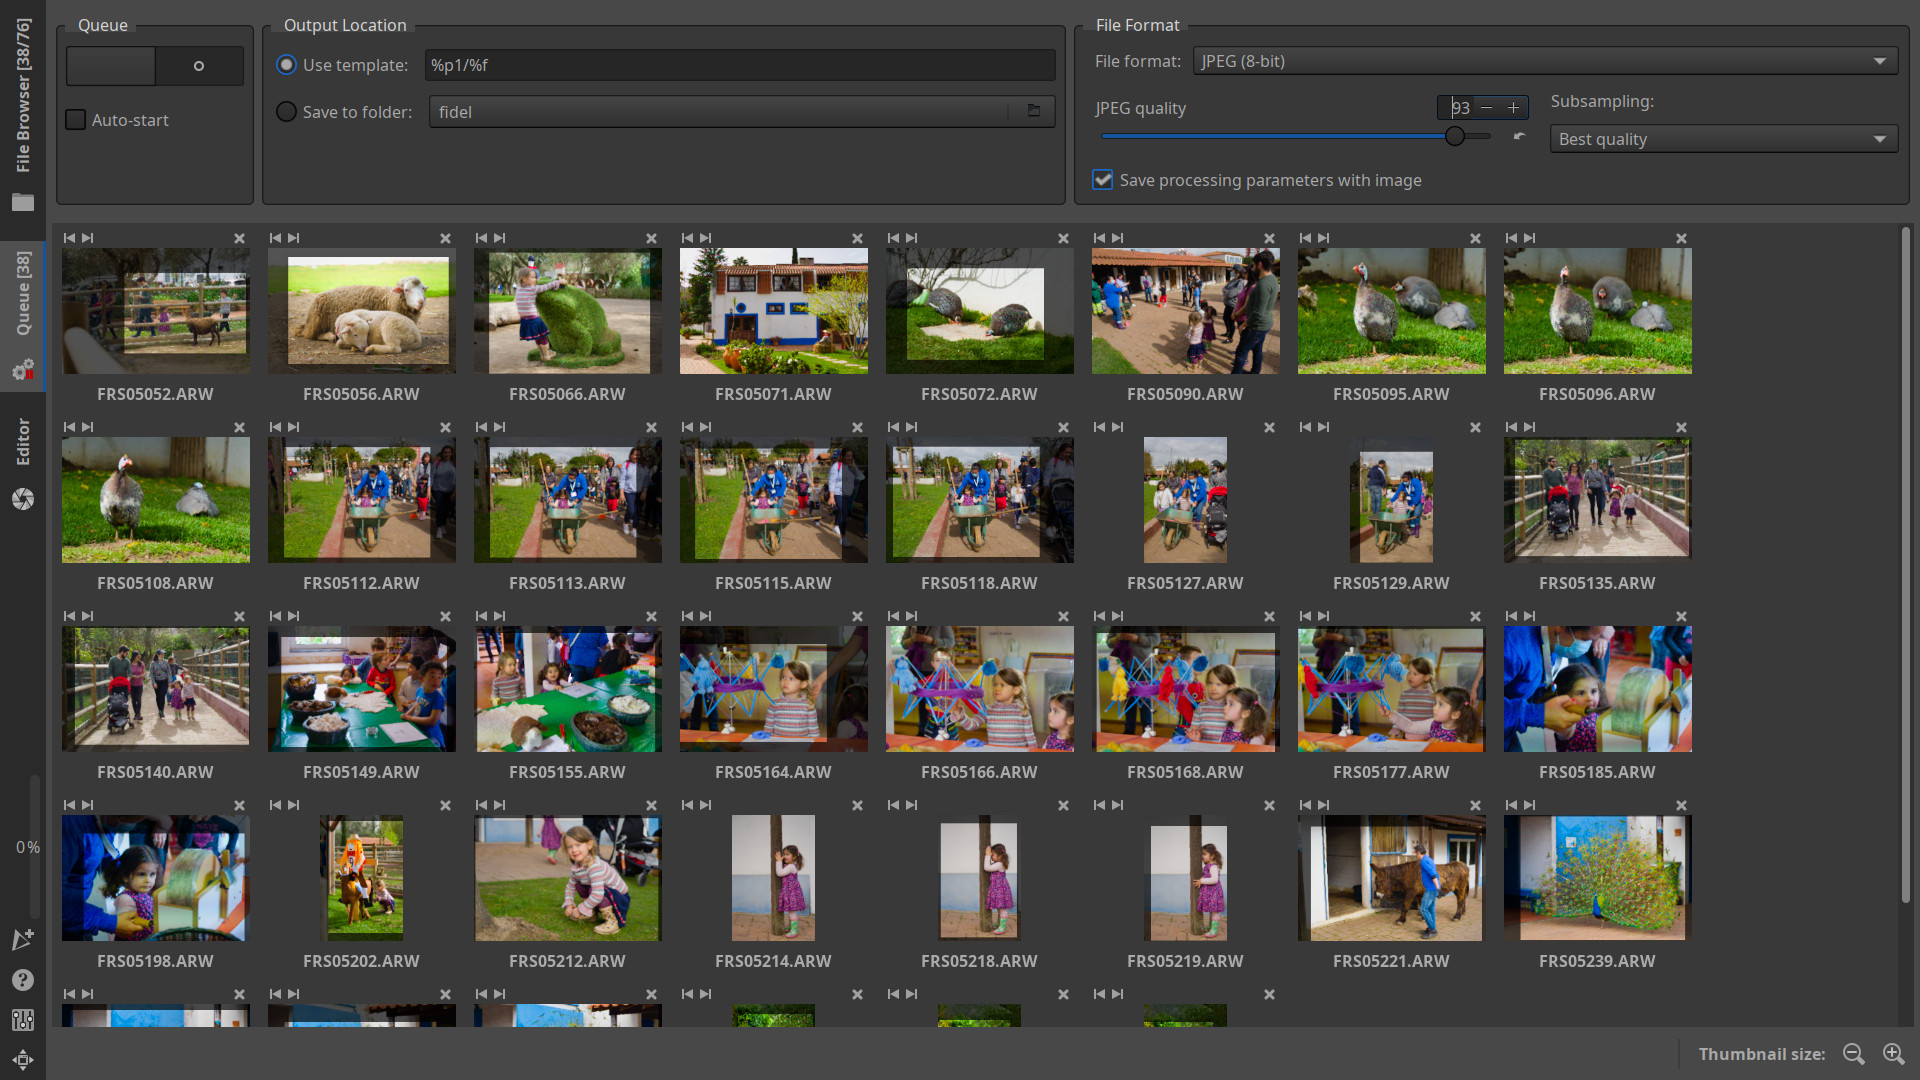 File Browser [38/76]
Queue [38]
Editor
0%
Queue
Auto-start
Output Location
Use template: %p1/%f
Save to folder: fidel
File Format
File format: JPEG (8-bit)
JPEG quality 93
Subsampling:
Best quality
Save processing parameters with image
FRS05052.ARW FRS05056.ARW FRS05066.ARW FRS05071.ARW FRS05072.ARW FRS05090.ARW FRS05095.ARW FRS05096.ARW
FRS05108.ARW FRS05112.ARW FRS05113.ARW FRS05115.ARW FRS05118.ARW FRS05127.ARW FRS05129.ARW FRS05135.ARW
FRS05140.ARW FRS05149.ARW FRS05155.ARW FRS05164.ARW FRS05166.ARW FRS05168.ARW FRS05177.ARW FRS05185.ARW
FRS05198.ARW FRS05202.ARW FRS05212.ARW FRS05214.ARW FRS05218.ARW FRS05219.ARW FRS05221.ARW FRS05239.ARW
Thumbnail size: